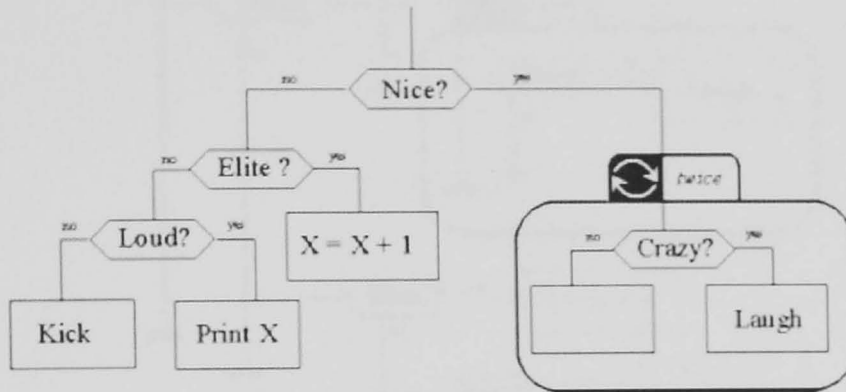 no
Nice?
yes
no
Elite ?
yes
twice
no
Loud?
yes
X = X + 1
no
Crazy?
yes
Kick
Print X
Laugh